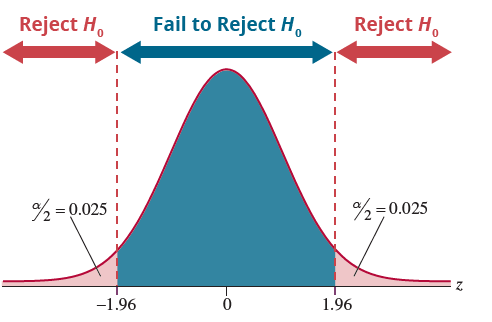 Reject H₀ Fail to Reject H₀ Reject H₀
α/2 = 0.025 α/2 = 0.025
−1.96 0 1.96 z